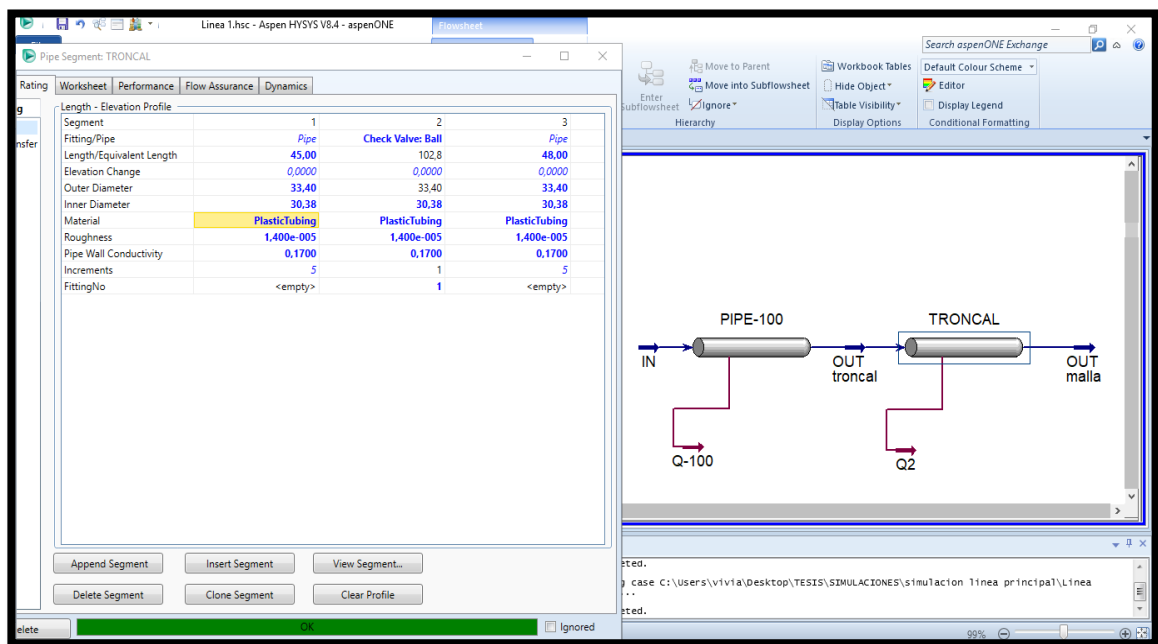 Linea 1.hsc - Aspen HYSYS V8.4 - aspenONE
Flowsheet
Search aspenONE Exchange
Pipe Segment: TRONCAL
Rating Worksheet Performance Flow Assurance Dynamics
Length - Elevation Profile
Segment 1 2 3
Fitting/Pipe Pipe Check Valve: Ball Pipe
Length/Equivalent Length 45,00 102,8 48,00
Elevation Change 0,0000 0,0000 0,0000
Outer Diameter 33,40 33,40 33,40
Inner Diameter 30,38 30,38 30,38
Material PlasticTubing PlasticTubing PlasticTubing
Roughness 1,400e-005 1,400e-005 1,400e-005
Pipe Wall Conductivity 0,1700 0,1700 0,1700
Increments 5 1 5
FittingNo <empty> 1 <empty>
g
nsfer
Append Segment Insert Segment View Segment...
Delete Segment Clone Segment Clear Profile
elete OK Ignored
Enter
ubflowsheet
Move to Parent
Move into Subflowsheet
Ignore
Hierarchy
Workbook Tables
Hide Object
Table Visibility
Display Options
Default Colour Scheme
Editor
Display Legend
Conditional Formatting
PIPE-100 TRONCAL
IN OUT
troncal
OUT
malla
Q-100 Q2
eted.
g case C:\Users\vivia\Desktop\TESIS\SIMULACIONES\simulacion linea principal\Linea
...
eted.
99%